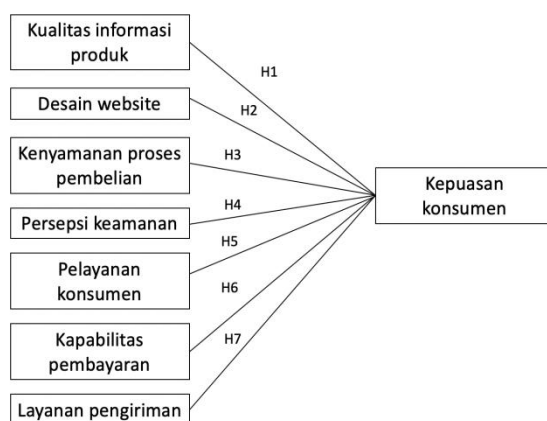 Kualitas informasi
produk
H1
Desain website
H2
Kenyamanan proses
pembelian
H3
Persepsi keamanan
H4
Pelayanan
konsumen
H5
Kapabilitas
pembayaran
H6
Layanan pengiriman
H7
Kepuasan
konsumen